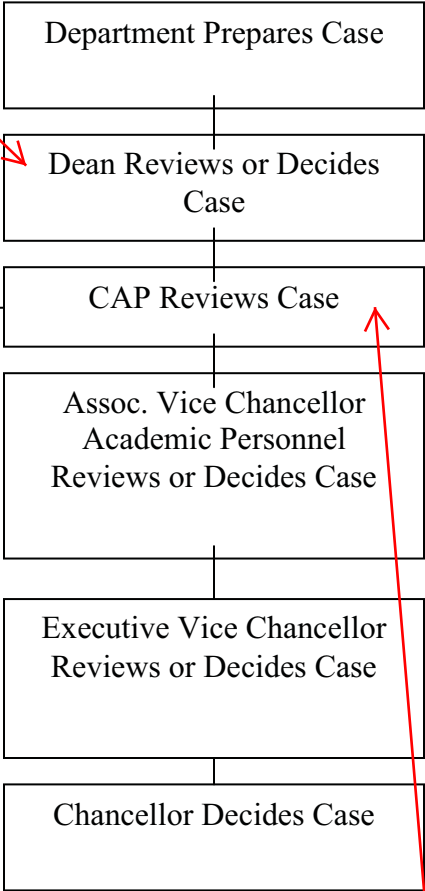 Department Prepares Case
Dean Reviews or Decides
Case
CAP Reviews Case
Assoc. Vice Chancellor
Academic Personnel
Reviews or Decides Case
Executive Vice Chancellor
Reviews or Decides Case
Chancellor Decides Case